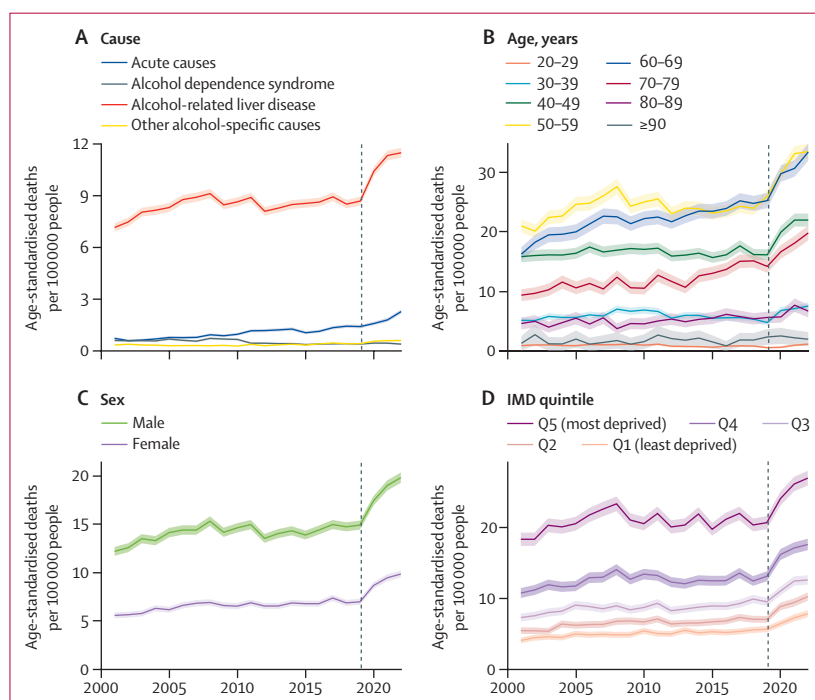 A Cause
Acute causes
Alcohol dependence syndrome
Alcohol-related liver disease
Other alcohol-specific causes
12
9
6
3
0
Age-standardised deaths
per 100 000 people
B Age, years
20–29
60–69
30–39
70–79
40–49
80–89
50–59
≥90
30
20
10
0
Age-standardised deaths
per 100 000 people
C Sex
Male
Female
20
15
10
5
0
Age-standardised deaths
per 100 000 people
2000 2005 2010 2015 2020
D IMD quintile
Q5 (most deprived) Q4 Q3
Q2 Q1 (least deprived)
20
10
0
Age-standardised deaths
per 100 000 people
2000 2005 2010 2015 2020